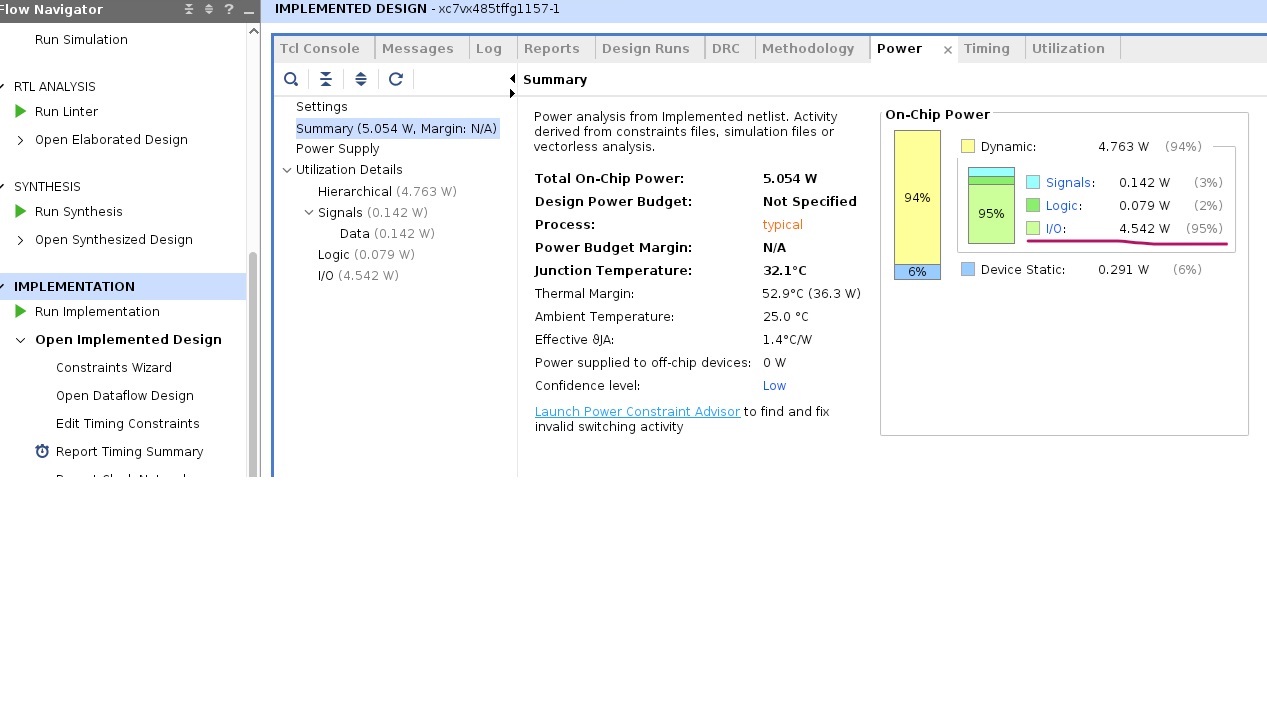 Flow Navigator
?
IMPLEMENTED DESIGN - xc7vx485tffg1157-1
Run Simulation
RTL ANALYSIS
Run Linter
Open Elaborated Design
SYNTHESIS
Run Synthesis
Open Synthesized Design
IMPLEMENTATION
Run Implementation
Open Implemented Design
Constraints Wizard
Open Dataflow Design
Edit Timing Constraints
Report Timing Summary
Tcl Console Messages Log Reports Design Runs DRC Methodology Power × Timing Utilization
Settings
Summary (5.054 W, Margin: N/A)
Power Supply
Utilization Details
Hierarchical (4.763 W)
Signals (0.142 W)
Data (0.142 W)
Logic (0.079 W)
I/O (4.542 W)
Summary
Power analysis from Implemented netlist. Activity
derived from constraints files, simulation files or
vectorless analysis.
Total On-Chip Power: 5.054 W
Design Power Budget: Not Specified
Process: typical
Power Budget Margin: N/A
Junction Temperature: 32.1°C
Thermal Margin: 52.9°C (36.3 W)
Ambient Temperature: 25.0 °C
Effective ϑJA: 1.4°C/W
Power supplied to off-chip devices: 0 W
Confidence level: Low
Launch Power Constraint Advisor to find and fix
invalid switching activity
On-Chip Power
94%
6%
Dynamic: 4.763 W (94%)
95%
Signals: 0.142 W (3%)
Logic: 0.079 W (2%)
I/O: 4.542 W (95%)
Device Static: 0.291 W (6%)